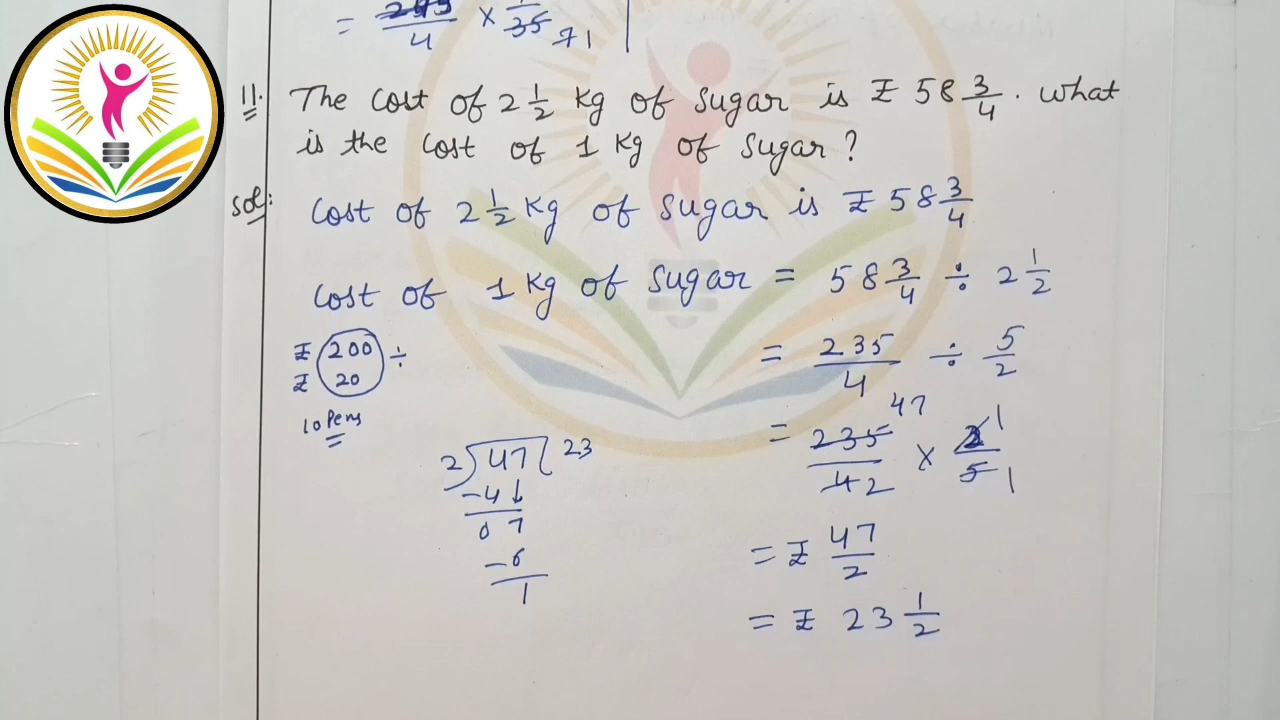 = 245/4 × 1/35 71
11. The cost of 2 1/2 kg of sugar is ₹ 58 3/4. what
is the cost of 1 kg of sugar?
Sol: cost of 2 1/2 kg of sugar is ₹ 58 3/4
cost of 1 kg of sugar = 58 3/4 ÷ 2 1/2
₹ 200 ÷
₹ 20
10 Pens
= 235/4 ÷ 5/2
47
= 235/4 2 × 2 1/5 1
2 ) 47 ( 23
-4 ↓
0 7
-6
1
= ₹ 47/2
= ₹ 23 1/2